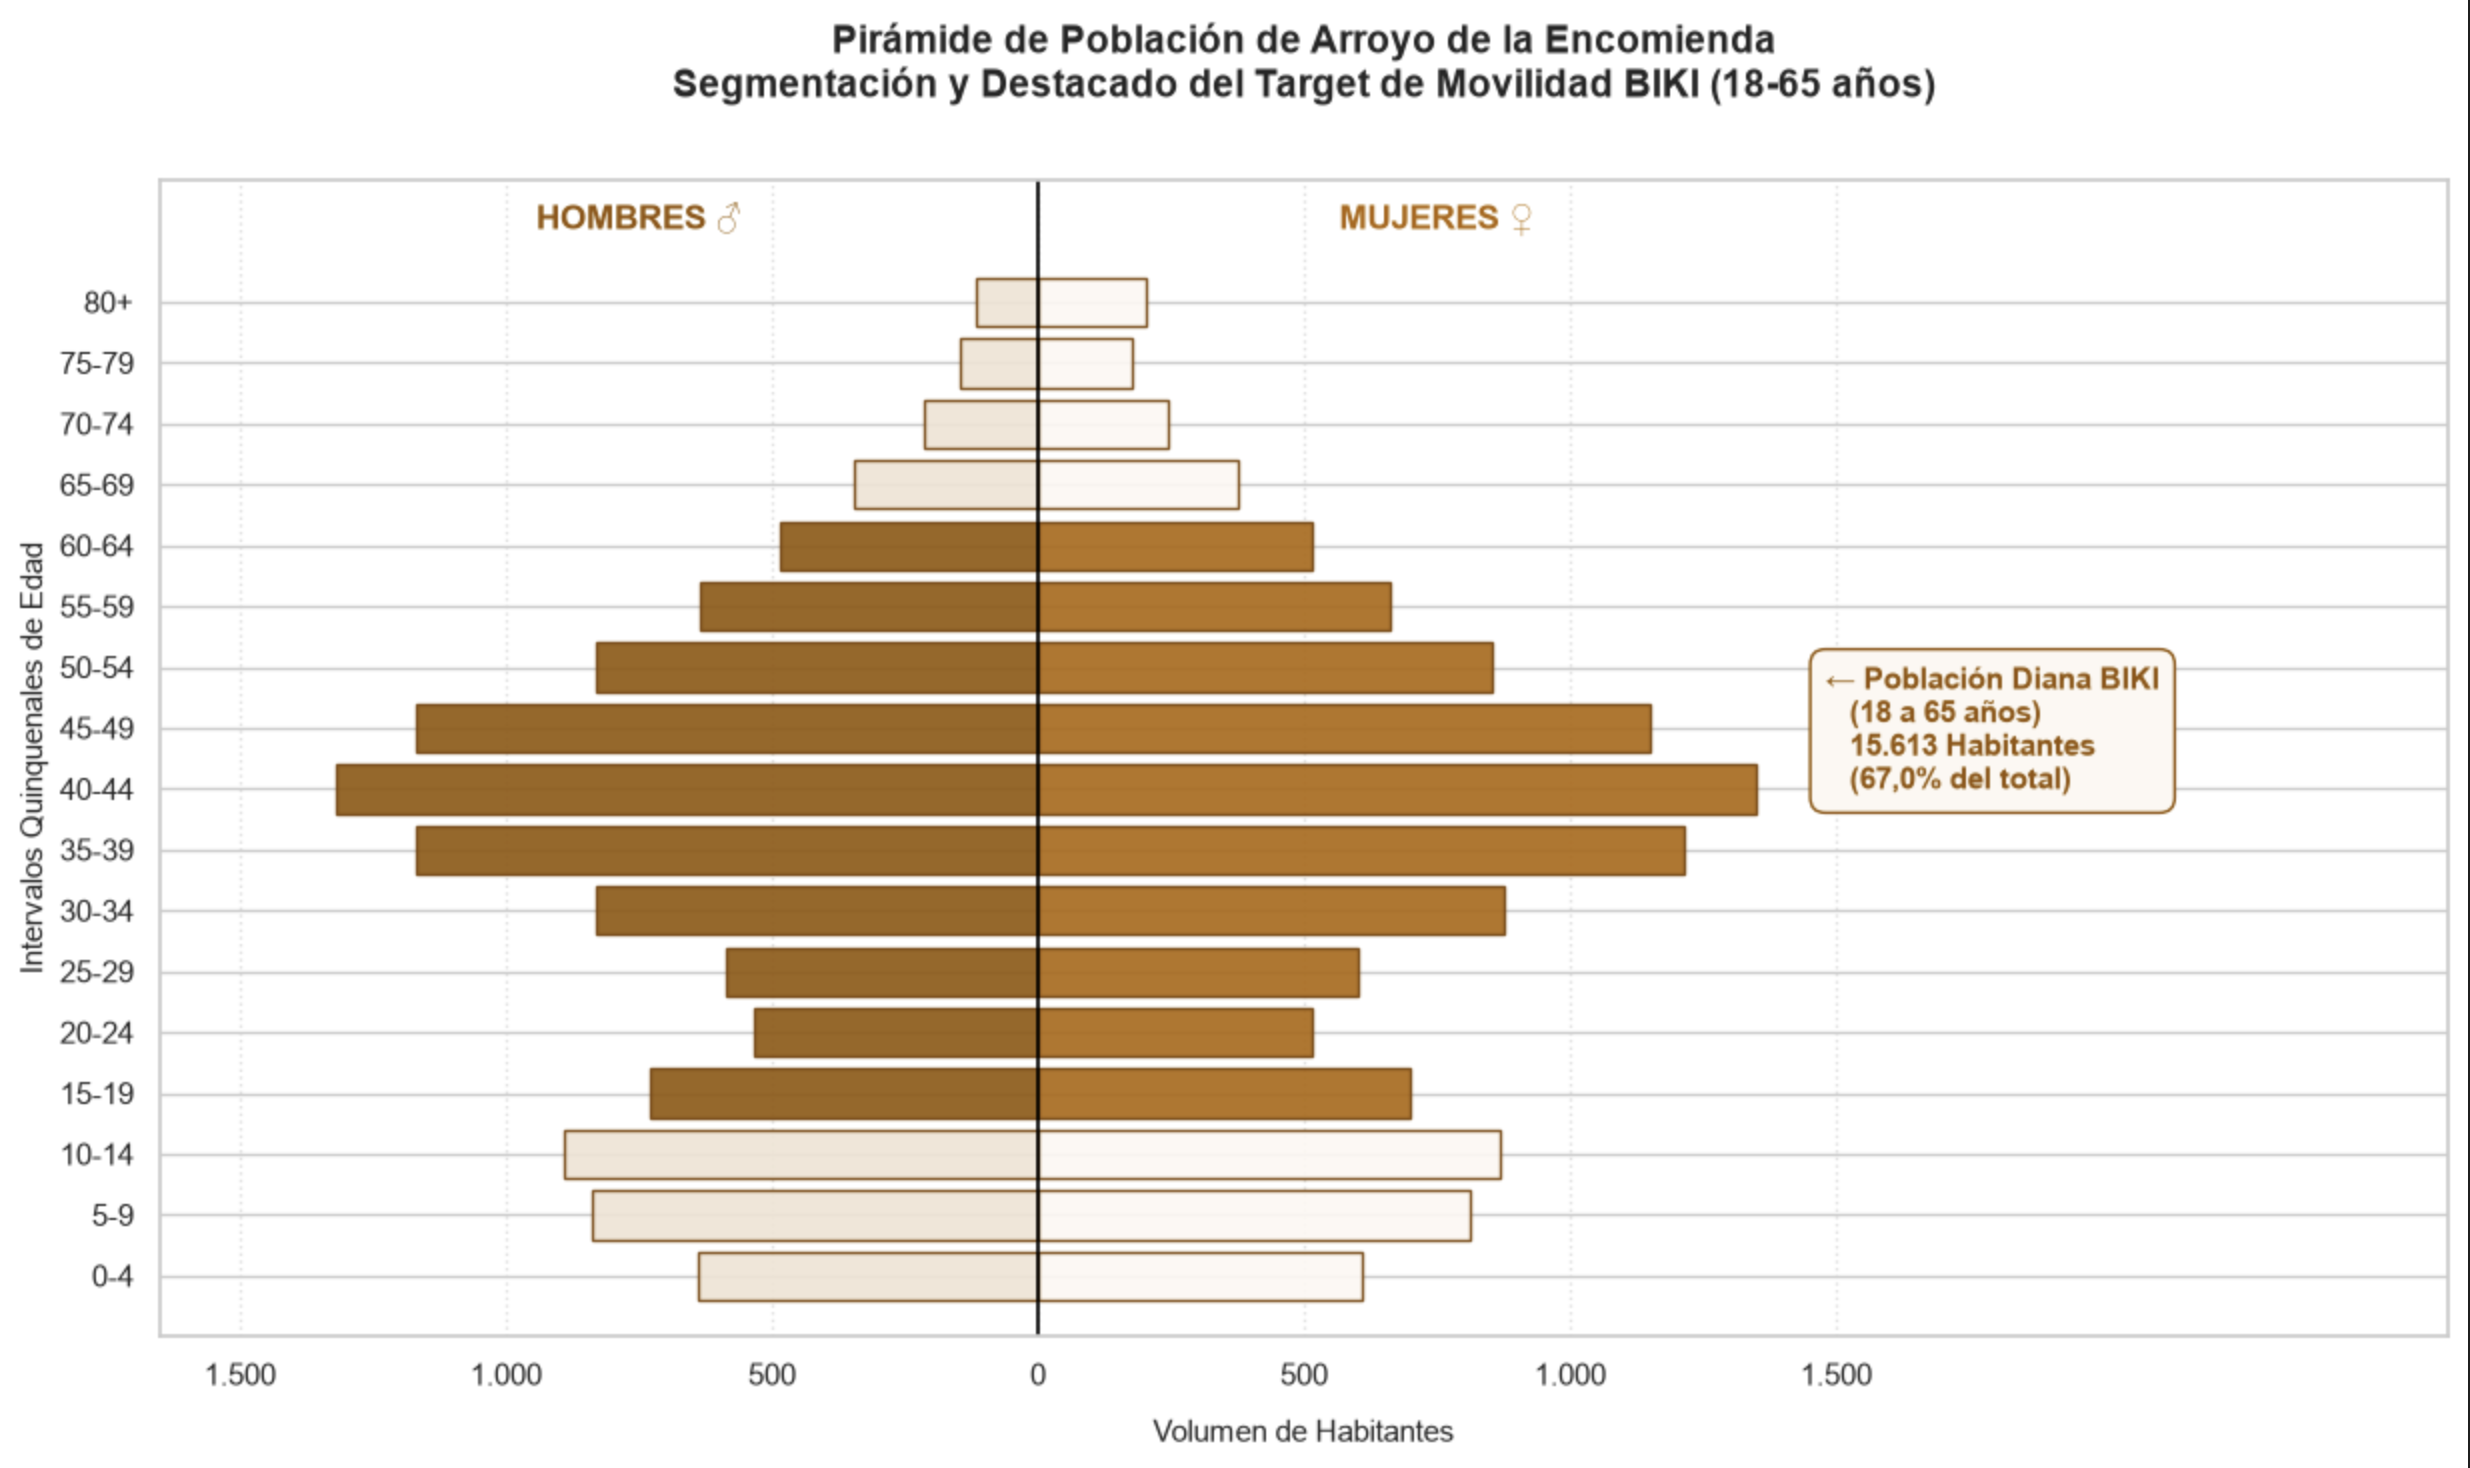 Pirámide de Población de Arroyo de la Encomienda
Segmentación y Destacado del Target de Movilidad BIKI (18-65 años)
HOMBRES ♂
MUJERES ♀
Intervalos Quinquenales de Edad
80+
75-79
70-74
65-69
60-64
55-59
50-54
45-49
40-44
35-39
30-34
25-29
20-24
15-19
10-14
5-9
0-4
← Población Diana BIKI
(18 a 65 años)
15.613 Habitantes
(67,0% del total)
1.500
1.000
500
0
500
1.000
1.500
Volumen de Habitantes